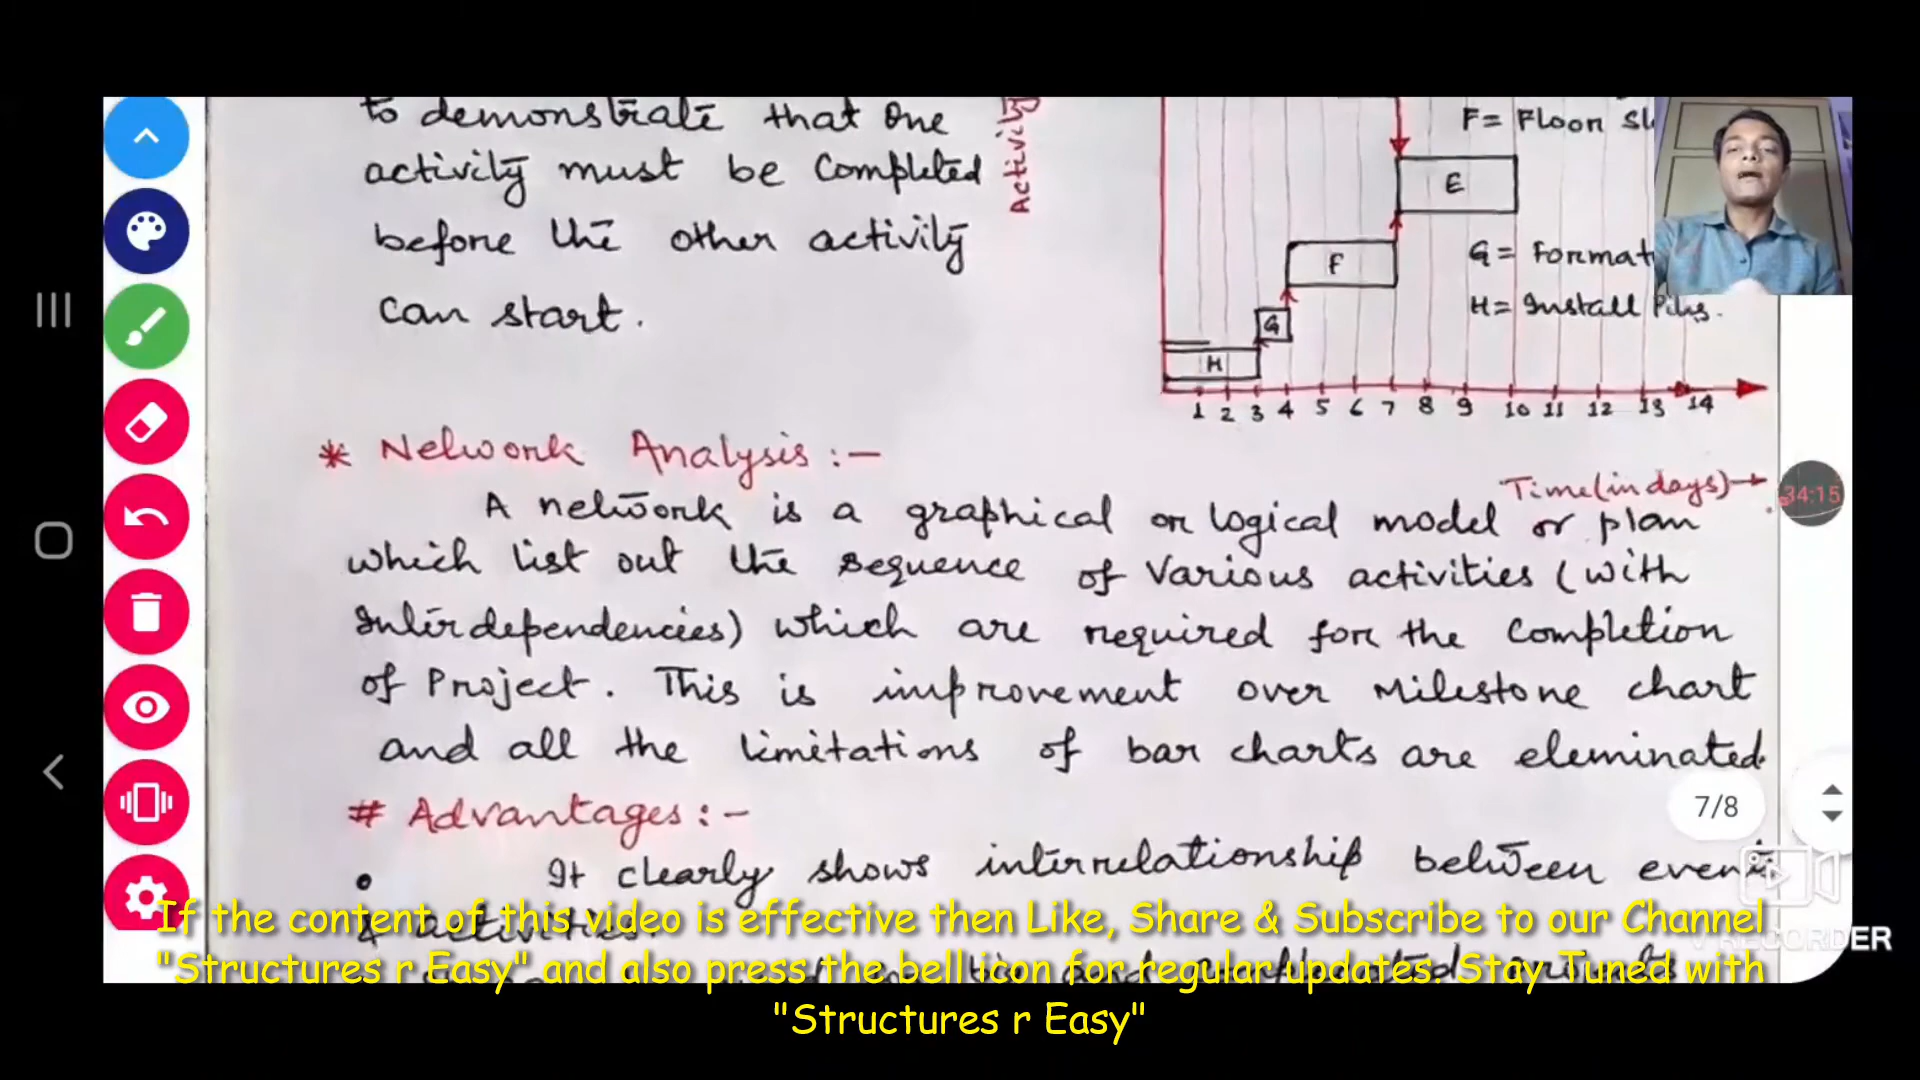 to demonstrate that one
activity must be completed
before the other activity
can start.
Activity
F= Floor
E
F
G= Format
H= Install Piles.
G
H
1 2 3 4 5 6 7 8 9 10 11 12 13 14
Time(in days)→
34:15
* Network Analysis :—
A network is a graphical or logical model or plan
which list out the sequence of various activities (with
Interdependencies) which are required for the completion
of Project. This is improvement over Milestone chart
and all the limitations of bar charts are eleminated.
7/8
# Advantages :-
• It clearly shows interrelationship between events
& activities.
RECORDER
If the content of this video is effective then Like, Share & Subscribe to our Channel
"Structures r Easy" and also press the bell icon for regular updates. Stay Tuned with
"Structures r Easy"